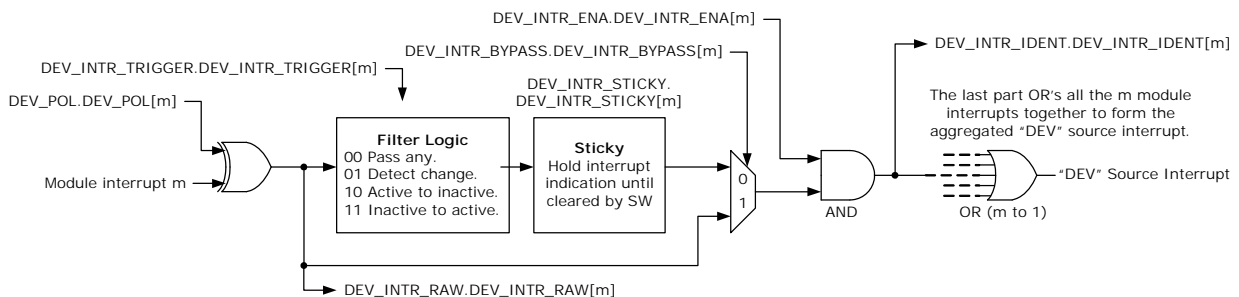 DEV_INTR_ENA.DEV_INTR_ENA[m]
DEV_INTR_IDENT.DEV_INTR_IDENT[m]
DEV_INTR_BYPASS.DEV_INTR_BYPASS[m]
DEV_INTR_TRIGGER.DEV_INTR_TRIGGER[m]
DEV_INTR_STICKY.
DEV_INTR_STICKY[m]
DEV_POL.DEV_POL[m]
The last part OR's all the m module
interrupts together to form the
aggregated "DEV" source interrupt.
Filter Logic
00 Pass any.
01 Detect change.
10 Active to inactive.
11 Inactive to active.
Sticky
Hold interrupt
indication until
cleared by SW
0
1
Module interrupt m
"DEV" Source Interrupt
AND
OR (m to 1)
DEV_INTR_RAW.DEV_INTR_RAW[m]